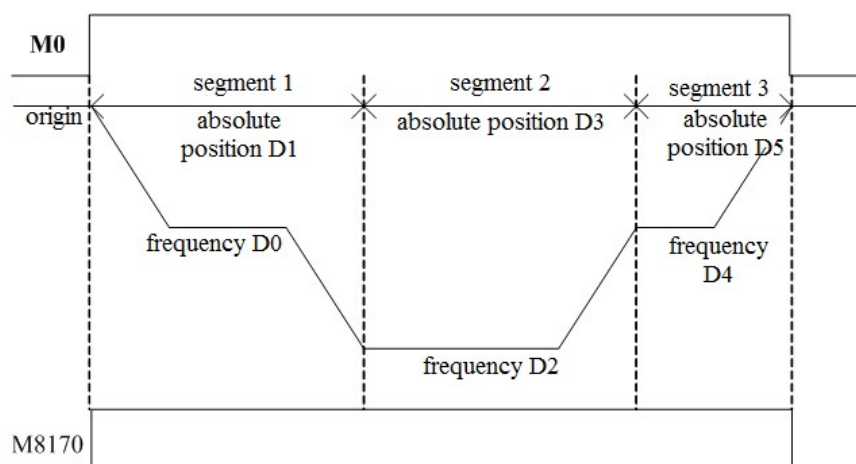 M0
segment 1
segment 2
segment 3
origin
absolute
position D1
absolute position D3
absolute
position D5
frequency D0
frequency
D4
frequency D2
M8170